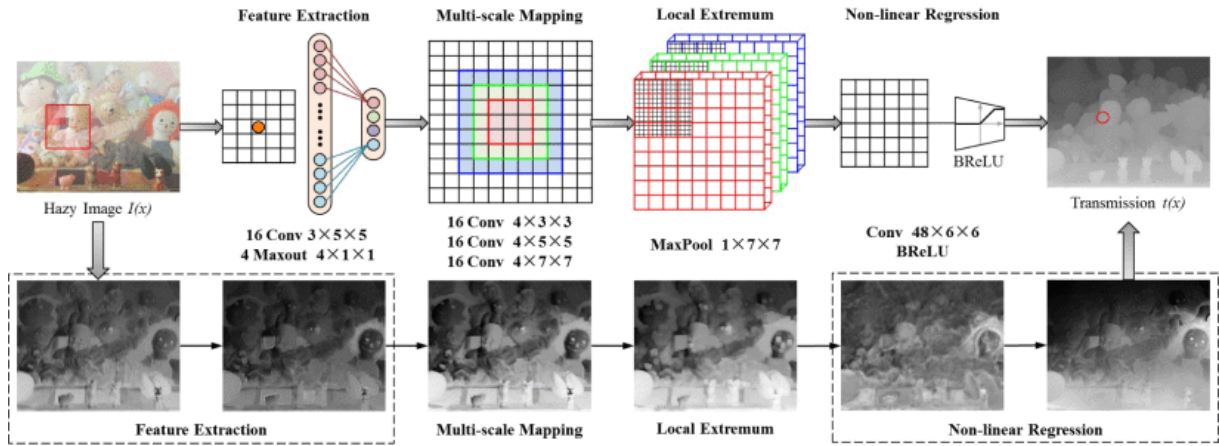 Feature Extraction
Multi-scale Mapping
Local Extremum
Non-linear Regression
BReLU
Hazy Image I(x)
Transmission t(x)
16 Conv 3×5×5
4 Maxout 4×1×1
16 Conv 4×3×3
16 Conv 4×5×5
16 Conv 4×7×7
MaxPool 1×7×7
Conv 48×6×6
BReLU
Feature Extraction
Multi-scale Mapping
Local Extremum
Non-linear Regression